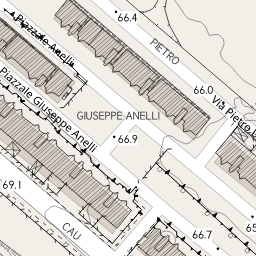 66.4
Piazzale Anelli
PIETRO
66.0
Via Pietro
GIUSEPPE ANELLI
Piazzale Giuseppe Anelli
66.9
69.1
CAU
66.7
65